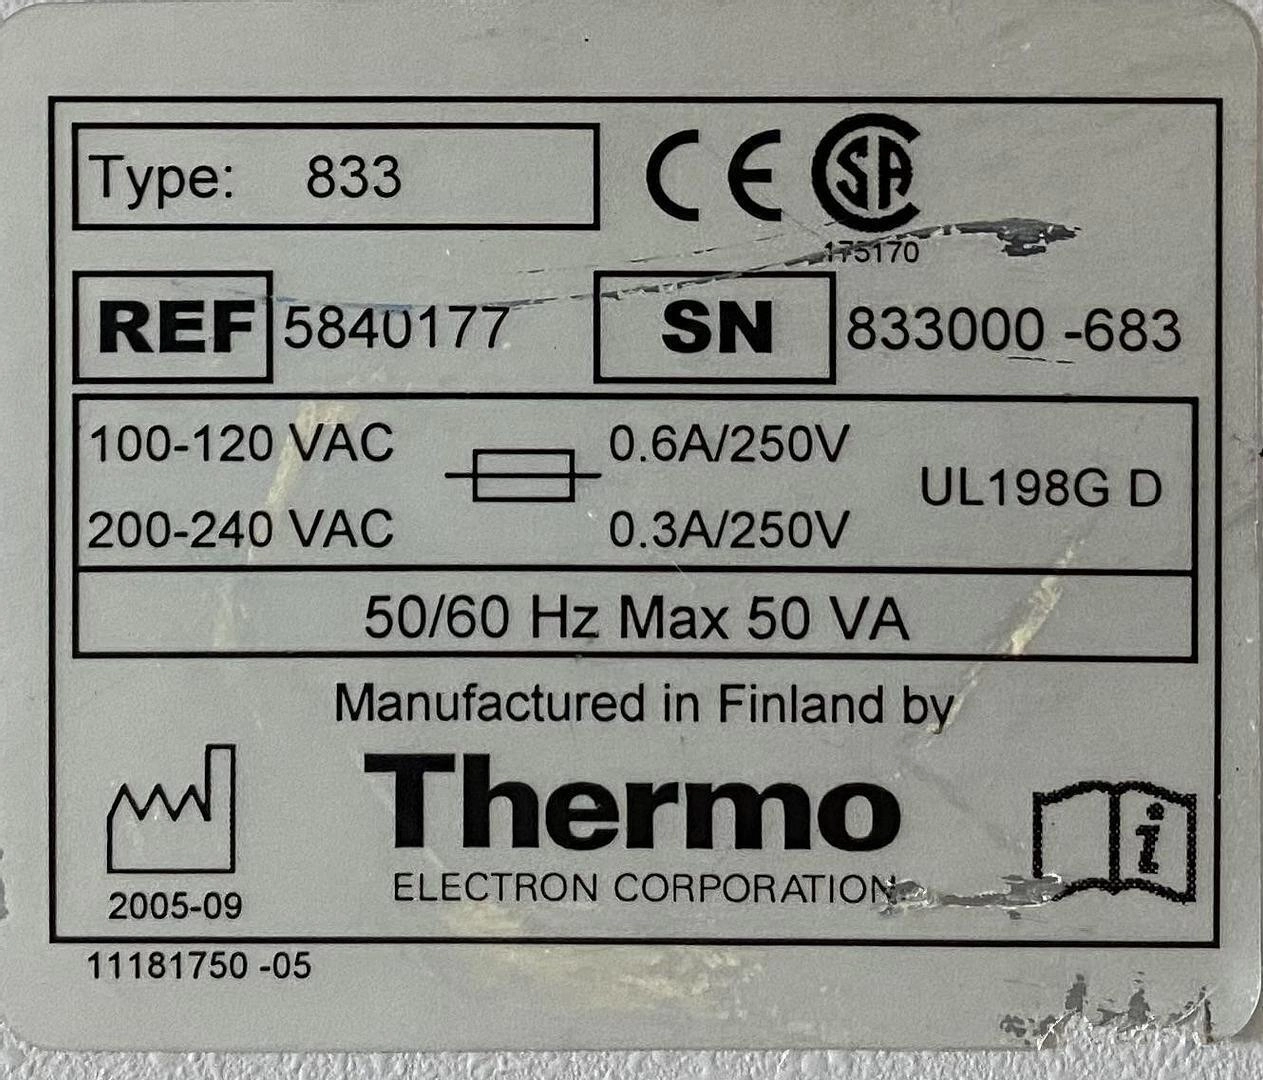 Type: 833
CE
175170
REF 5840177 SN 833000 -683
100-120 VAC 0.6A/250V
UL198G D
200-240 VAC 0.3A/250V
50/60 Hz Max 50 VA
Manufactured in Finland by
Thermo
ELECTRON CORPORATION
i
2005-09
11181750 -05